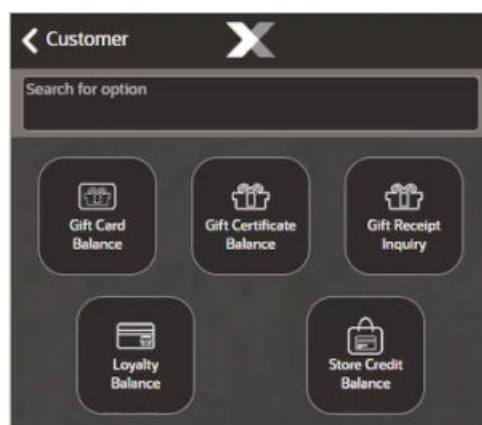 Customer
Search for option
Gift Card
Balance
Gift Certificate
Balance
Gift Receipt
Inquiry
Loyalty
Balance
Store Credit
Balance